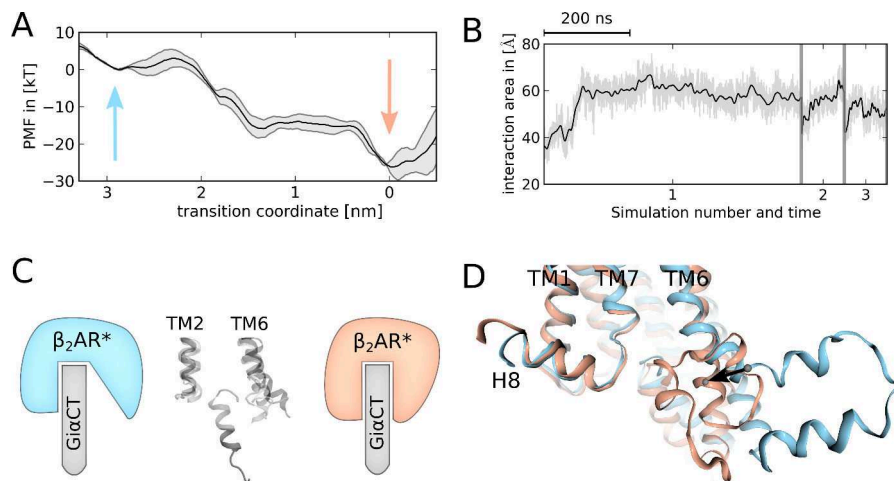 A
10
0
−10
−20
−30
PMF in [kT]
3
2
1
0
transition coordinate [nm]
B
200 ns
80
60
40
interaction area in [Å]
1
2
3
Simulation number and time
C
β₂AR*
GiαCT
TM2
TM6
β₂AR*
GiαCT
D
TM1
TM7
TM6
H8